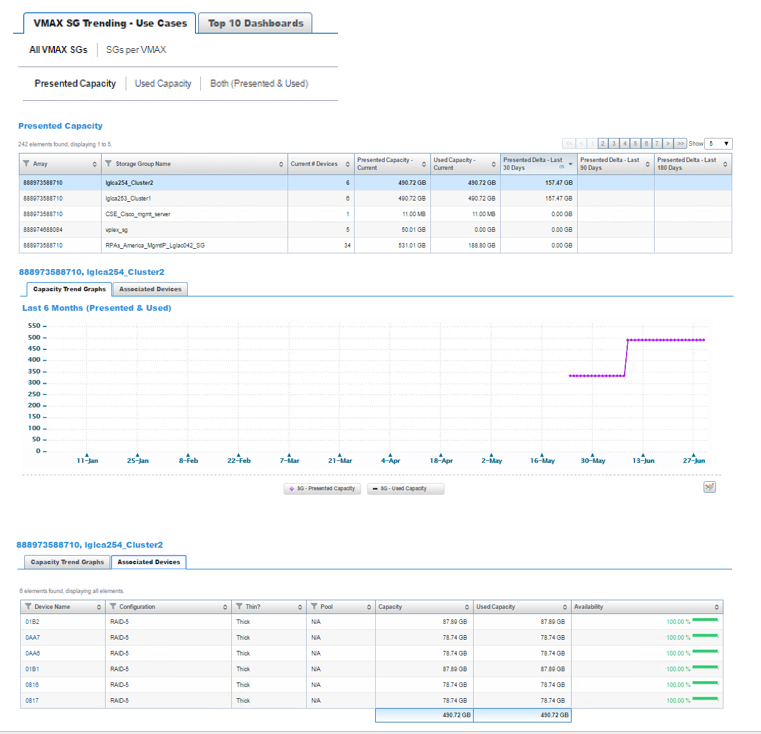 VMAX SG Trending - Use Cases Top 10 Dashboards
All VMAX SGs SGs per VMAX
Presented Capacity Used Capacity Both (Presented & Used)
Presented Capacity
242 elements found, displaying 1 to 5. << < 1 2 3 4 5 6 7 > >> Show 5
Array Storage Group Name Current # Devices Presented Capacity - Current Used Capacity - Current Presented Delta - Last 30 Days Presented Delta - Last 90 Days Presented Delta - Last 180 Days
888973588710 lglca254_Cluster2 6 490.72 GB 490.72 GB 157.47 GB
888973588710 lglca253_Cluster1 6 490.72 GB 490.72 GB 157.47 GB
888973588710 CSE_Cisco_mgmt_server 1 11.00 MB 11.00 MB 0.00 GB
888974688084 vplex_sg 5 50.01 GB 0.00 GB 0.00 GB
888973588710 RPAs_America_MgmtIP_Lglac042_SG 34 531.01 GB 188.80 GB 0.00 GB
888973588710, lglca254_Cluster2
Capacity Trend Graphs Associated Devices
Last 6 Months (Presented & Used)
550
500
450
400
350
300
250
200
150
100
50
0
11-Jan 25-Jan 8-Feb 22-Feb 7-Mar 21-Mar 4-Apr 18-Apr 2-May 16-May 30-May 13-Jun 27-Jun
SG - Presented Capacity SG - Used Capacity
888973588710, lglca254_Cluster2
Capacity Trend Graphs Associated Devices
6 elements found, displaying all elements.
Device Name Configuration Thin? Pool Capacity Used Capacity Availability
01B2 RAID-5 Thick N/A 87.89 GB 87.89 GB 100.00 %
0AA7 RAID-5 Thick N/A 78.74 GB 78.74 GB 100.00 %
0AA6 RAID-5 Thick N/A 78.74 GB 78.74 GB 100.00 %
01B1 RAID-5 Thick N/A 87.89 GB 87.89 GB 100.00 %
0816 RAID-5 Thick N/A 78.74 GB 78.74 GB 100.00 %
0817 RAID-5 Thick N/A 78.74 GB 78.74 GB 100.00 %
490.72 GB 490.72 GB